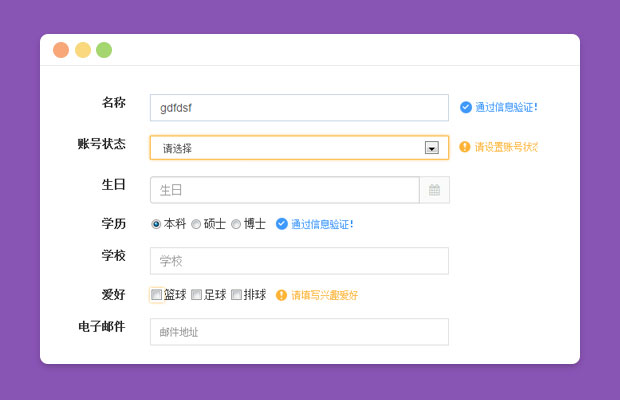 名称 gdfdsf 通过信息验证!
账号状态 请选择 请设置账号状态
生日 生日
学历 本科 硕士 博士 通过信息验证!
学校 学校
爱好 篮球 足球 排球 请填写兴趣爱好
电子邮件 邮件地址